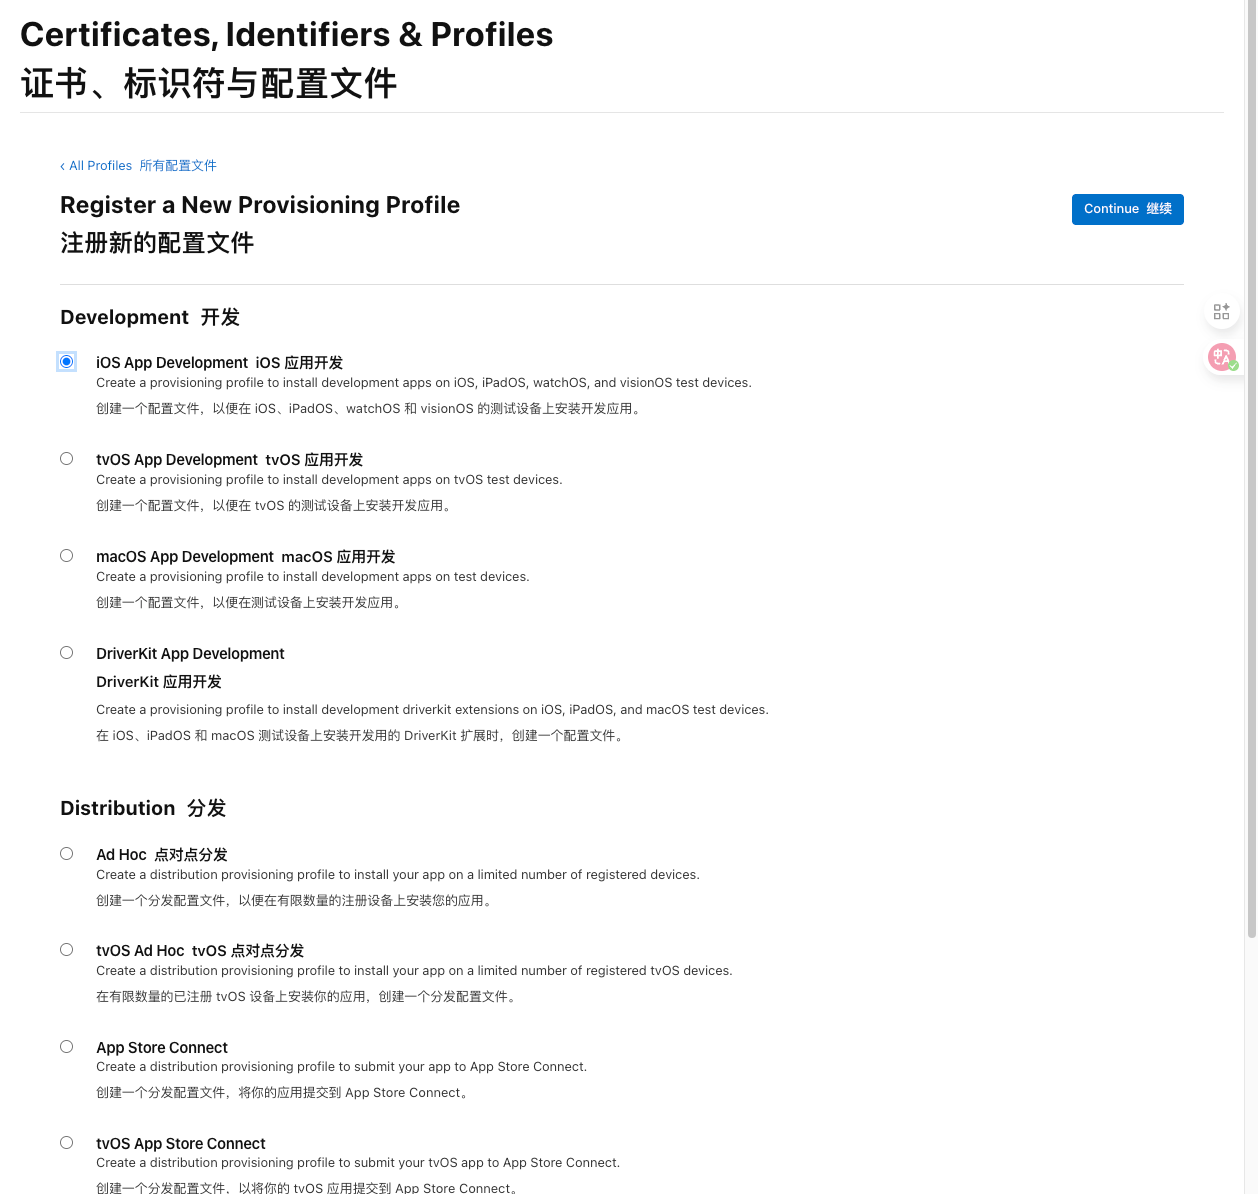 Certificates, Identifiers & Profiles
证书、标识符与配置文件
‹ All Profiles 所有配置文件
Register a New Provisioning Profile
Continue 继续
注册新的配置文件
Development 开发
iOS App Development iOS 应用开发
Create a provisioning profile to install development apps on iOS, iPadOS, watchOS, and visionOS test devices.
创建一个配置文件，以便在 iOS、iPadOS、watchOS 和 visionOS 的测试设备上安装开发应用。
tvOS App Development tvOS 应用开发
Create a provisioning profile to install development apps on tvOS test devices.
创建一个配置文件，以便在 tvOS 的测试设备上安装开发应用。
macOS App Development macOS 应用开发
Create a provisioning profile to install development apps on test devices.
创建一个配置文件，以便在测试设备上安装开发应用。
DriverKit App Development
DriverKit 应用开发
Create a provisioning profile to install development driverkit extensions on iOS, iPadOS, and macOS test devices.
在 iOS、iPadOS 和 macOS 测试设备上安装开发用的 DriverKit 扩展时，创建一个配置文件。
Distribution 分发
Ad Hoc 点对点分发
Create a distribution provisioning profile to install your app on a limited number of registered devices.
创建一个分发配置文件，以便在有限数量的注册设备上安装您的应用。
tvOS Ad Hoc tvOS 点对点分发
Create a distribution provisioning profile to install your app on a limited number of registered tvOS devices.
在有限数量的已注册 tvOS 设备上安装你的应用，创建一个分发配置文件。
App Store Connect
Create a distribution provisioning profile to submit your app to App Store Connect.
创建一个分发配置文件，将你的应用提交到 App Store Connect。
tvOS App Store Connect
Create a distribution provisioning profile to submit your tvOS app to App Store Connect.
创建一个分发配置文件，以将你的 tvOS 应用提交到 App Store Connect。